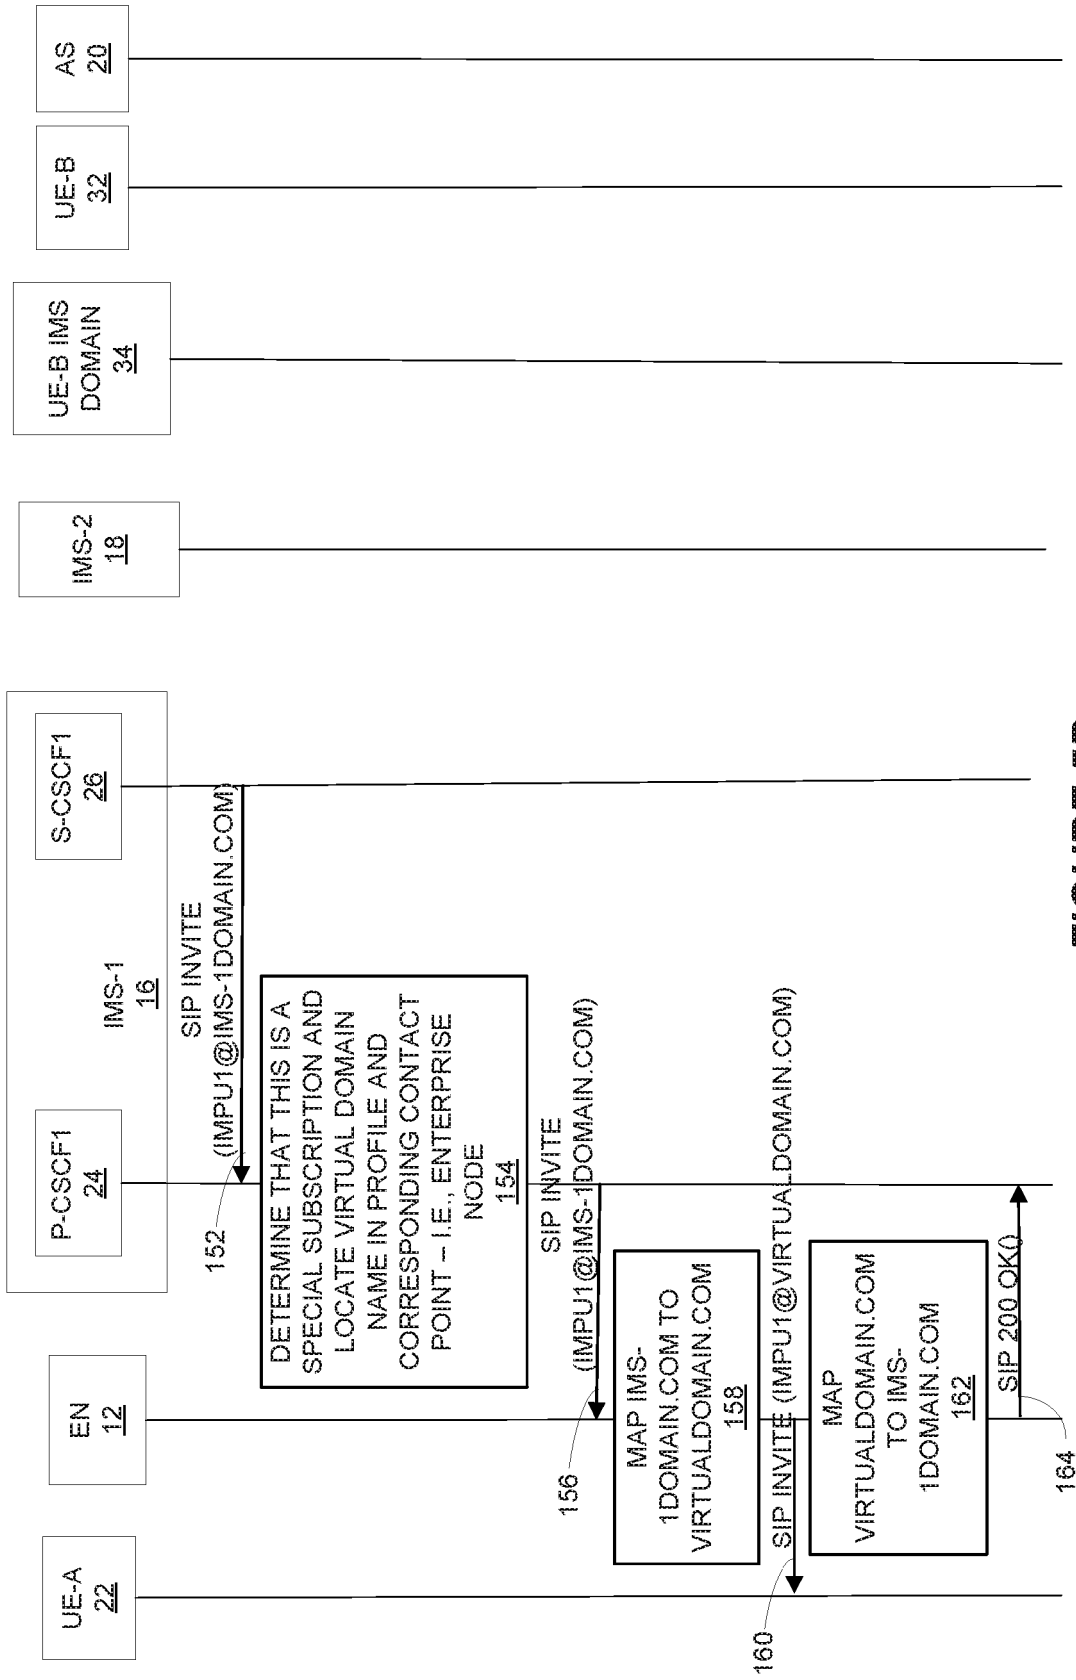 UE-A
22
EN
12
P-CSCF1
24
IMS-1
16
S-CSCF1
26
IMS-2
18
UE-B IMS
DOMAIN
34
UE-B
32
AS
20
SIP INVITE
(IMPU1@IMS-1DOMAIN.COM)
152
DETERMINE THAT THIS IS A
SPECIAL SUBSCRIPTION AND
LOCATE VIRTUAL DOMAIN
NAME IN PROFILE AND
CORRESPONDING CONTACT
POINT – I.E., ENTERPRISE
NODE
154
SIP INVITE
(IMPU1@IMS-1DOMAIN.COM)
156
MAP IMS-
1DOMAIN.COM TO
VIRTUALDOMAIN.COM
158
SIP INVITE (IMPU1@VIRTUALDOMAIN.COM)
160
MAP
VIRTUALDOMAIN.COM
TO IMS-
1DOMAIN.COM
162
SIP 200 OK()
164